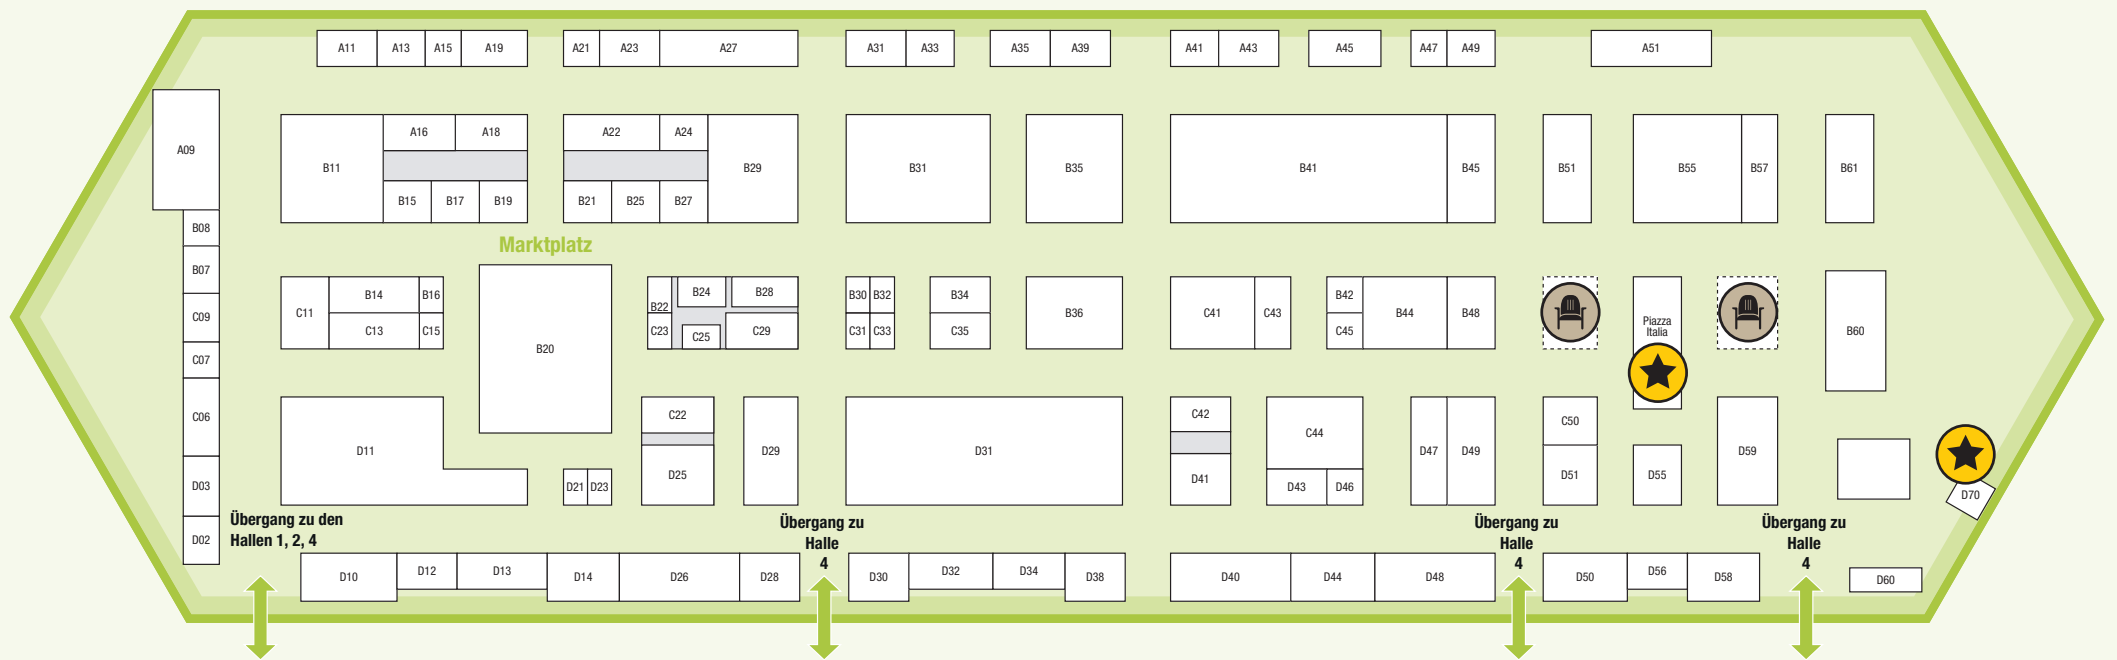 A11 A13 A15 A19 A21 A23 A27 A31 A33 A35 A39 A41 A43 A45 A47 A49 A51
A09
B11 A16 A18 A22 A24 B29 B31 B35 B41 B45 B51 B55 B57 B61
B15 B17 B19 B21 B25 B27
B08
Marktplatz
B07
C11 B14 B16 B22 B24 B28 B30 B32 B34 B36 C41 C43 B42 B44 B48
C09 C13 C15 B20 C23 C25 C29 C31 C33 C35 C45
Piazza
Italia
B60
C07
C06
D11 C22 D29 D31 C42 C44 D47 D49 C50 D59
D03
D21 D23 D25 D41 D43 D46 D51 D55 D70
D02
Übergang zu den
Hallen 1, 2, 4
Übergang zu
Halle
4
Übergang zu
Halle
4
Übergang zu
Halle
4
D10 D12 D13 D14 D26 D28 D30 D32 D34 D38 D40 D44 D48 D50 D56 D58 D60